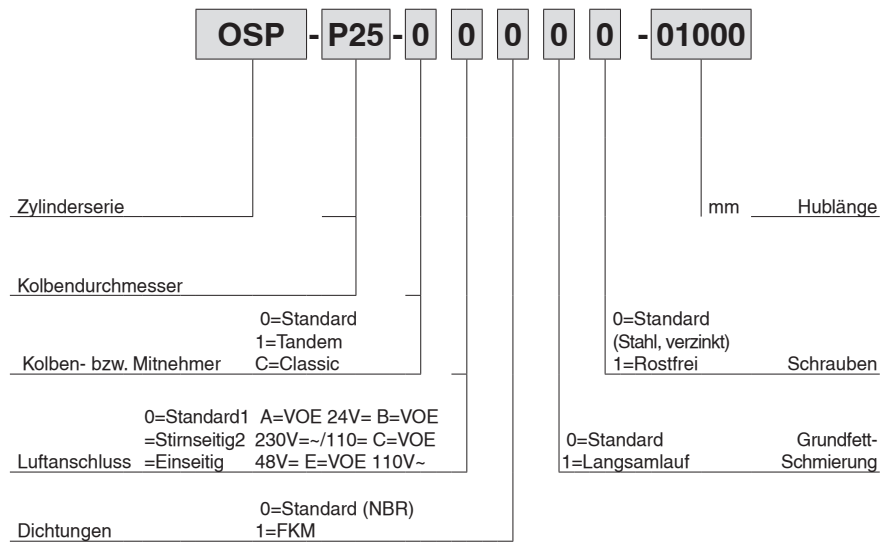 OSP - P25 - 0 0 0 0 0 - 01000
Zylinderserie
mm Hublänge
Kolbendurchmesser
0=Standard
1=Tandem
Kolben- bzw. Mitnehmer C=Classic
0=Standard
(Stahl, verzinkt)
1=Rostfrei Schrauben
0=Standard1 A=VOE 24V= B=VOE
=Stirnseitig2 230V=~/110= C=VOE
Luftanschluss =Einseitig 48V= E=VOE 110V~
0=Standard Grundfett-
1=Langsamlauf Schmierung
0=Standard (NBR)
Dichtungen 1=FKM